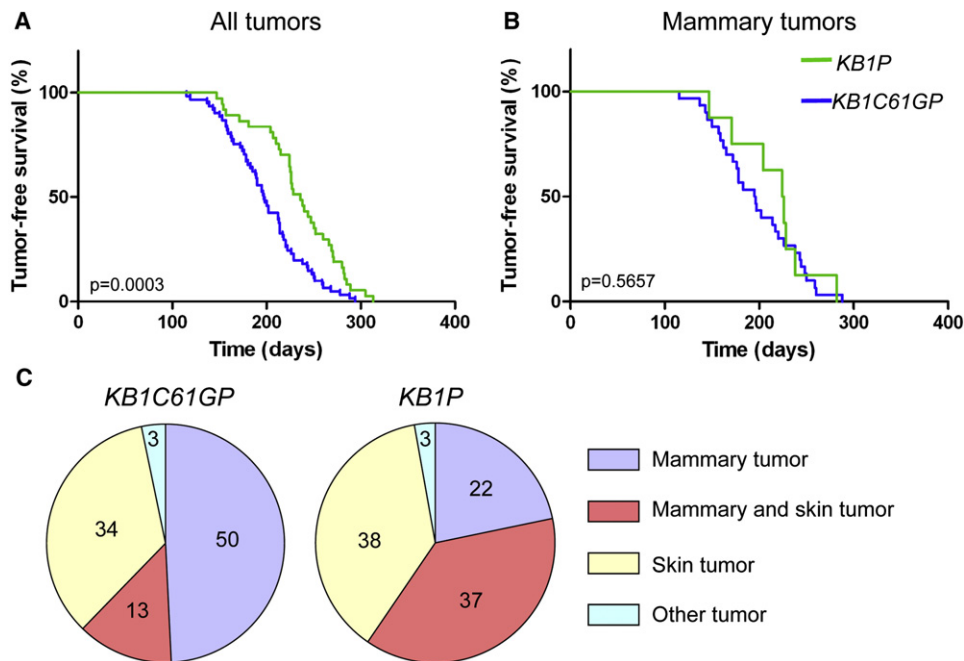 A
All tumors
Tumor-free survival (%)
100
50
0
p=0.0003
0
100
200
300
400
Time (days)
B
Mammary tumors
KB1P
KB1C61GP
Tumor-free survival (%)
100
50
0
p=0.5657
0
100
200
300
400
Time (days)
C
KB1C61GP
3
34
50
13
KB1P
3
22
38
37
Mammary tumor
Mammary and skin tumor
Skin tumor
Other tumor